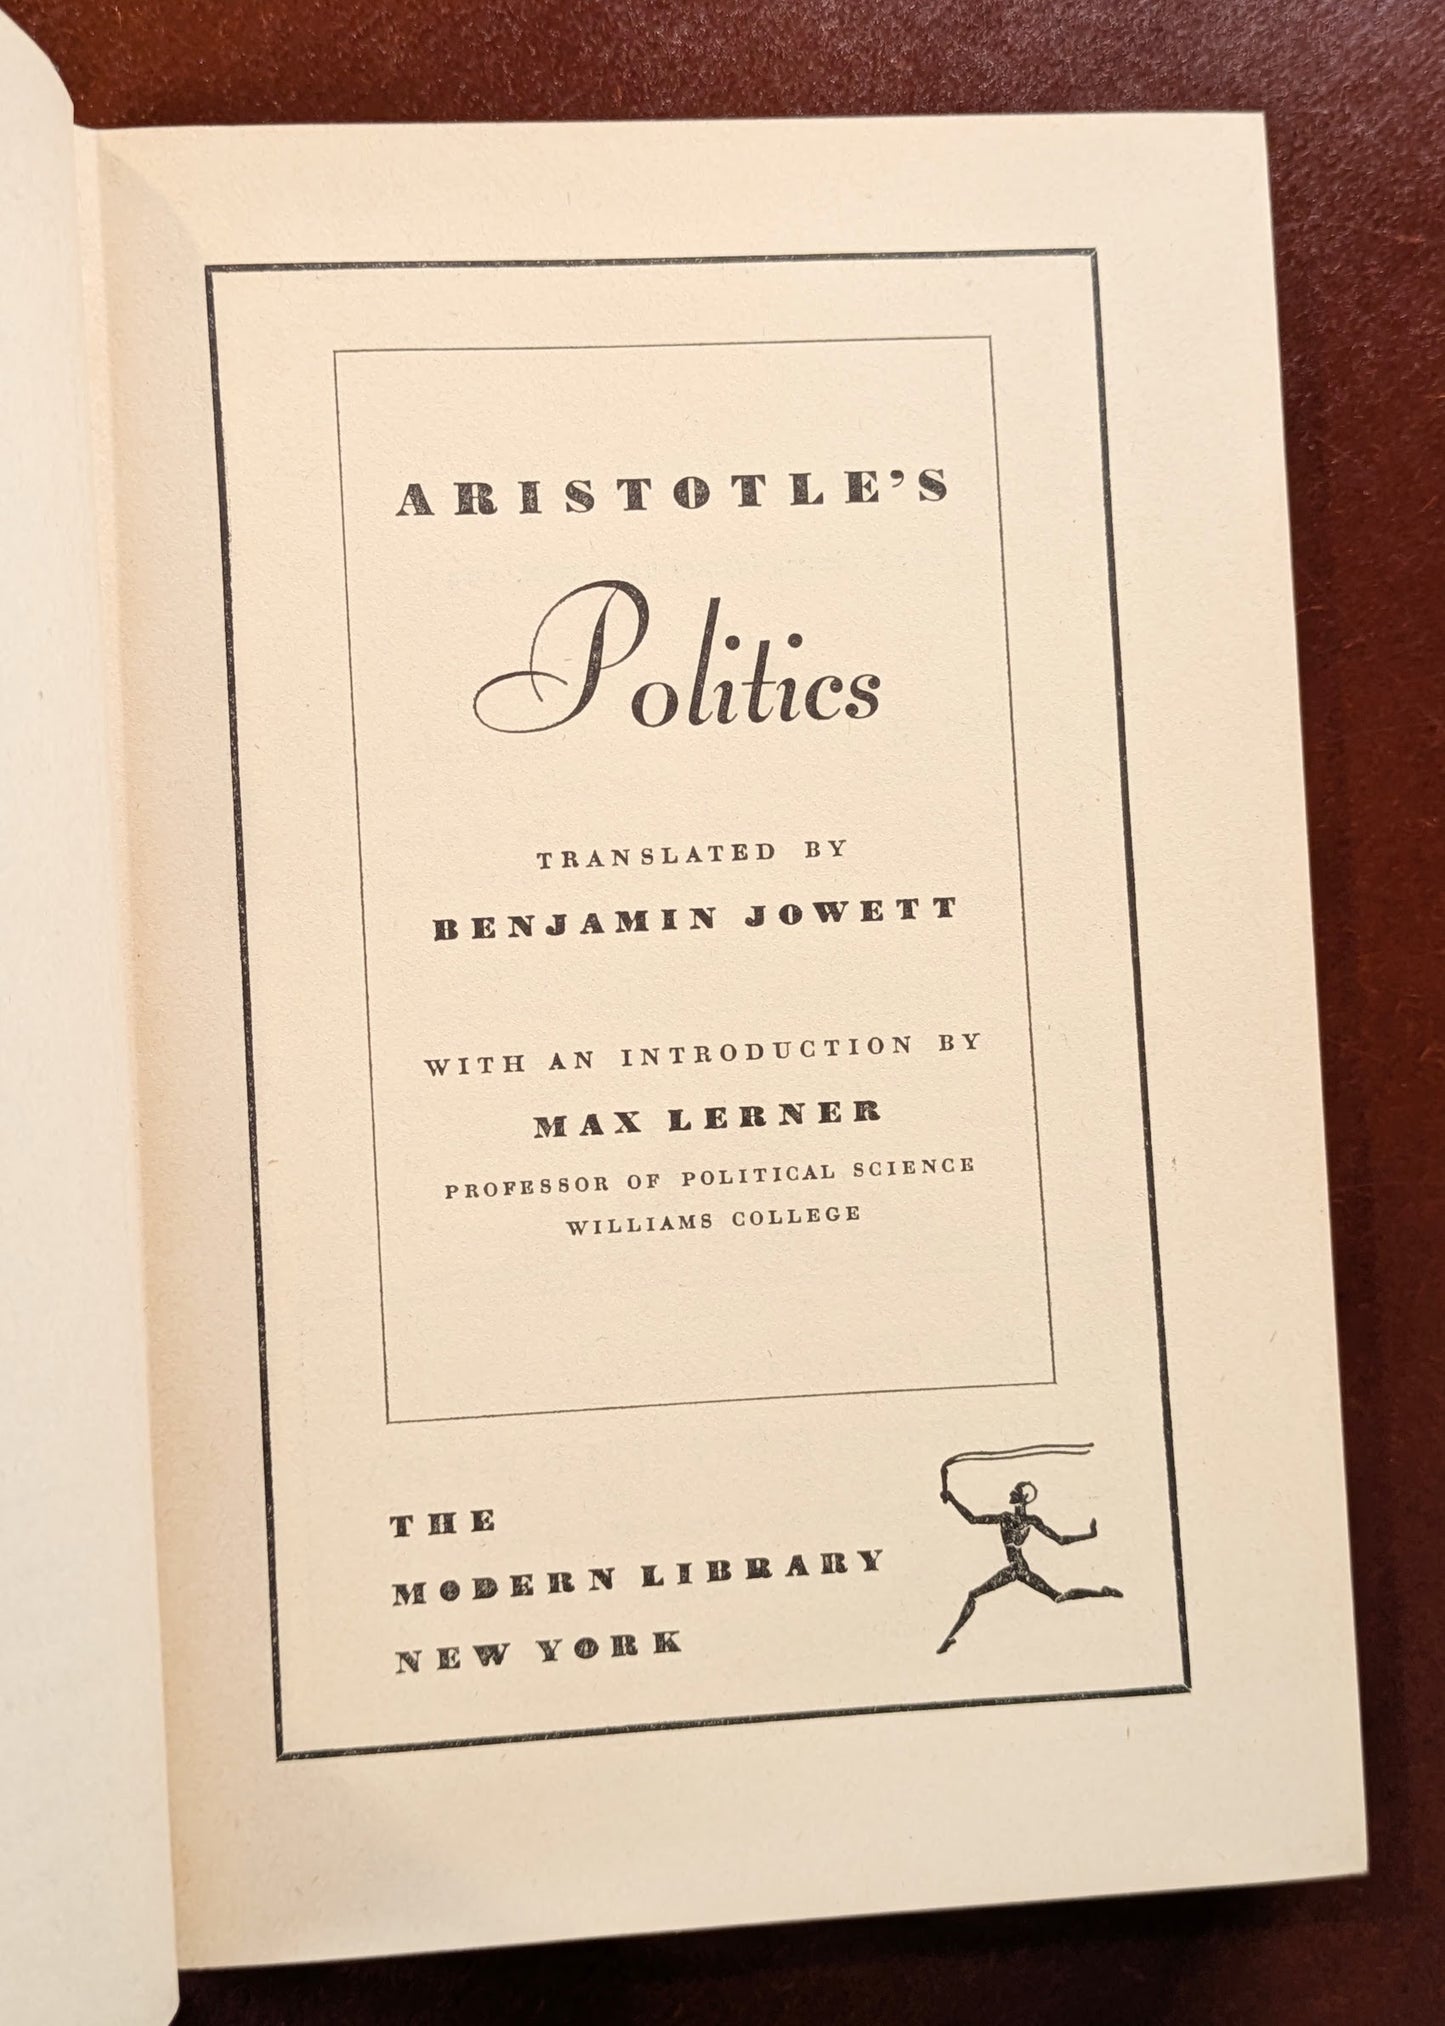 ARISTOTLE'S
Politics
TRANSLATED BY
BENJAMIN JOWETT
WITH AN INTRODUCTION BY
MAX LERNER
PROFESSOR OF POLITICAL SCIENCE
WILLIAMS COLLEGE
THE
MODERN LIBRARY
NEW YORK